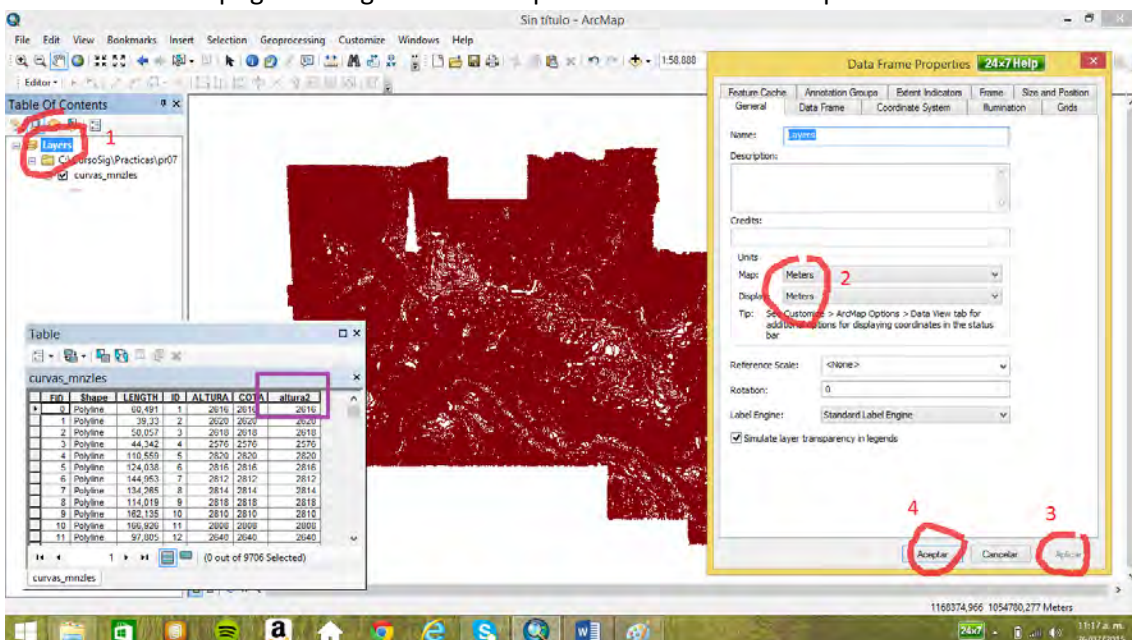 Sin título - ArcMap
File Edit View Bookmarks Insert Selection Geoprocessing Customize Windows Help
1:58.888
Editor
Table Of Contents
1
Layers
C:\CursoSig\Practicas\pr07
curvas_mnzles
Table
curvas_mnzles
FID Shape LENGTH ID ALTURA COTA altura2
0 Polyline 60,491 1 2616 2616 2616
1 Polyline 39,33 2 2620 2620 2620
2 Polyline 50,057 3 2618 2618 2618
3 Polyline 44,342 4 2576 2576 2576
4 Polyline 110,559 5 2820 2820 2820
5 Polyline 124,038 6 2816 2816 2816
6 Polyline 144,953 7 2812 2812 2812
7 Polyline 134,265 8 2814 2814 2814
8 Polyline 114,019 9 2818 2818 2818
9 Polyline 162,135 10 2810 2810 2810
10 Polyline 166,926 11 2808 2808 2808
11 Polyline 97,805 12 2640 2640 2640
1
(0 out of 9706 Selected)
curvas_mnzles
Data Frame Properties 24x7 Help
Feature Cache Annotation Groups Extent Indicators Frame Size and Position
General Data Frame Coordinate System Illumination Grids
Name: Layers
Description:
Credits:
Units
Map: Meters
2
Display: Meters
Tip: See Customize > ArcMap Options > Data View tab for
additional options for displaying coordinates in the status
bar
Reference Scale: <None>
Rotation: 0
Label Engine: Standard Label Engine
Simulate layer transparency in legends
4
3
Aceptar Cancelar Aplicar
1168374,966 1054780,277 Meters
24x7
11:17 a. m.